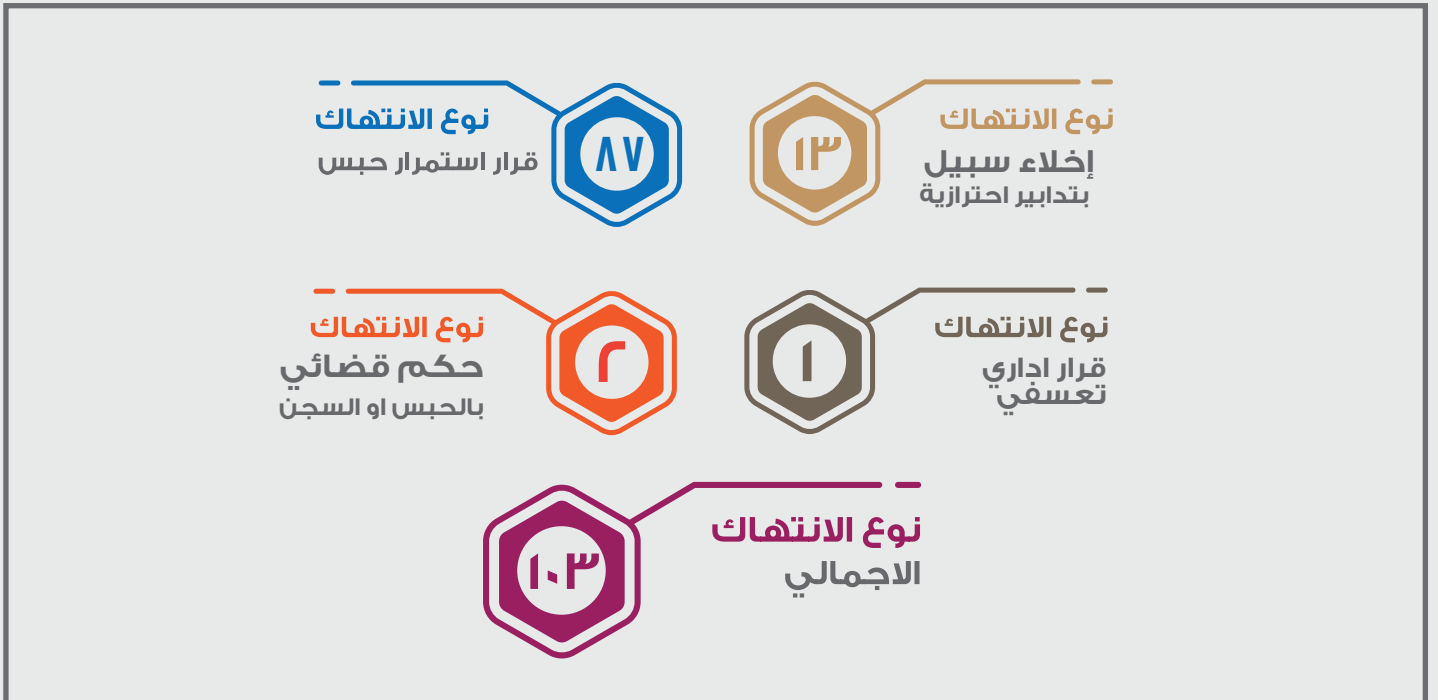 نوع الانتهاك
إخلاء سبيل
بتدابير احترازية
١٣
نوع الانتهاك
قرار استمرار حبس
٨٧
نوع الانتهاك
قرار اداري
تعسفي
١
نوع الانتهاك
حكم قضائي
بالحبس او السجن
٢
نوع الانتهاك
الاجمالي
١٠٣